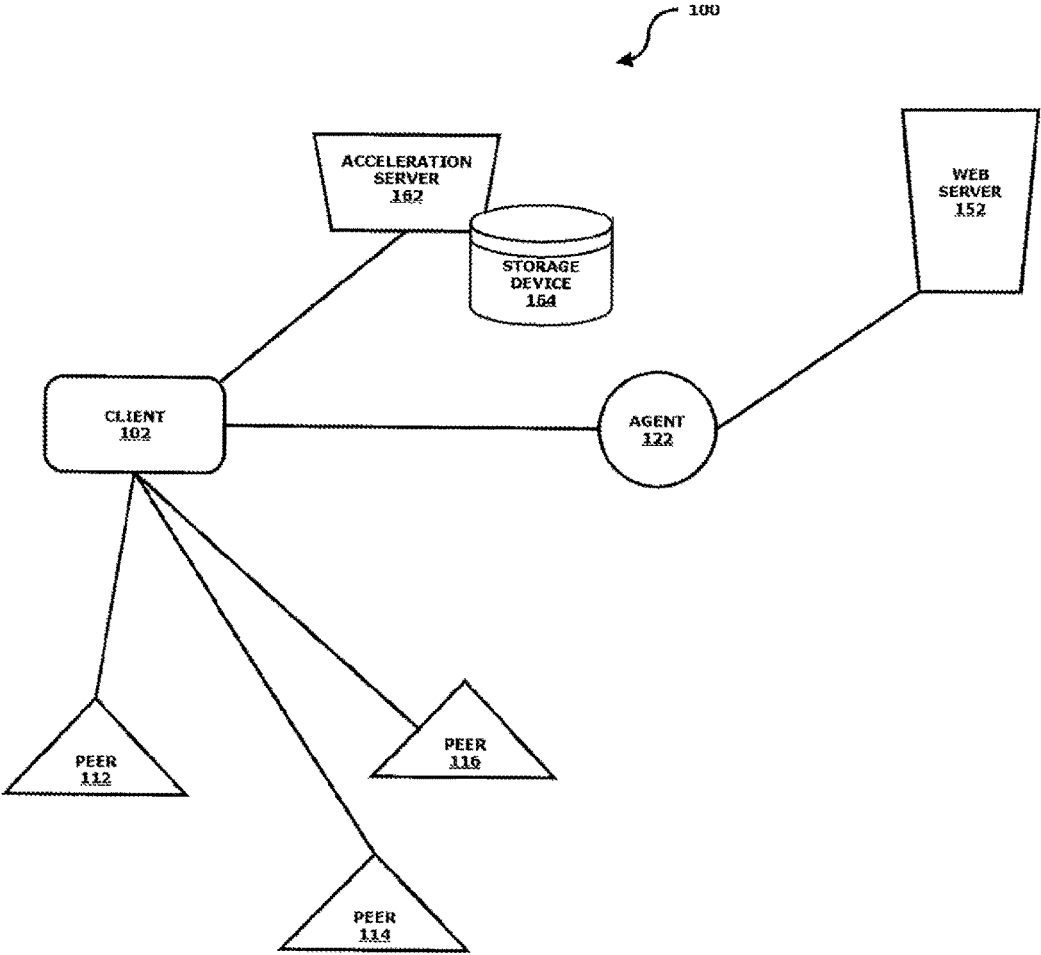 100
ACCELERATION
SERVER
162
WEB
SERVER
152
STORAGE
DEVICE
164
CLIENT
102
AGENT
122
PEER
112
PEER
116
PEER
114